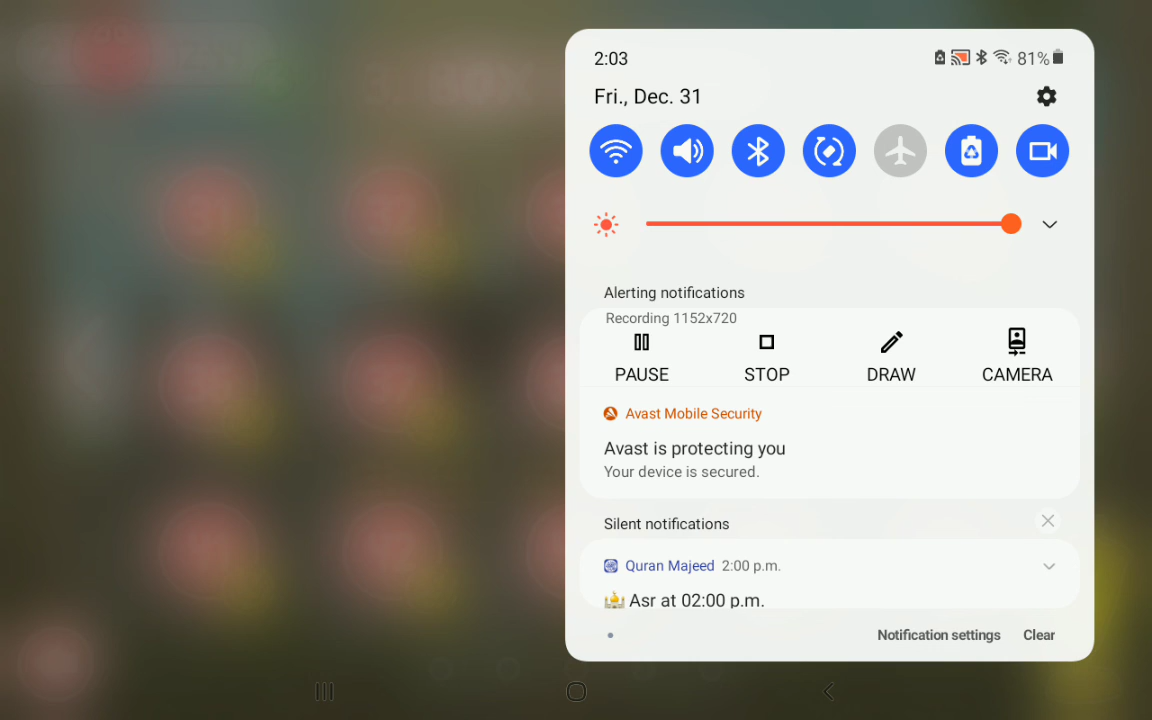 2:03
81%
Fri., Dec. 31
Alerting notifications
Recording 1152x720
PAUSE
STOP
DRAW
CAMERA
Avast Mobile Security
Avast is protecting you
Your device is secured.
Silent notifications
Quran Majeed 2:00 p.m.
Asr at 02:00 p.m.
Notification settings
Clear